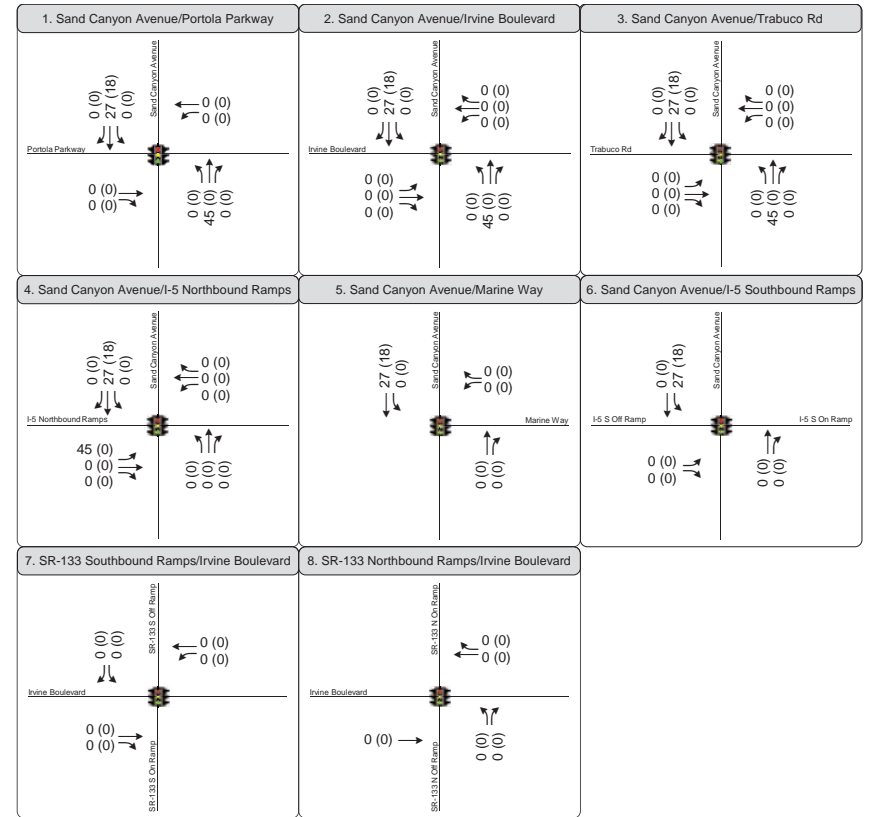 1. Sand Canyon Avenue/Portola Parkway
0 (0)
27 (18)
0 (0)
Sand Canyon Avenue
0 (0)
0 (0)
Portola Parkway
0 (0)
0 (0)
0 (0)
45 (0)
0 (0)
2. Sand Canyon Avenue/Irvine Boulevard
0 (0)
27 (18)
0 (0)
Sand Canyon Avenue
0 (0)
0 (0)
0 (0)
Irvine Boulevard
0 (0)
0 (0)
0 (0)
0 (0)
45 (0)
0 (0)
3. Sand Canyon Avenue/Trabuco Rd
0 (0)
27 (18)
0 (0)
Sand Canyon Avenue
0 (0)
0 (0)
0 (0)
Trabuco Rd
0 (0)
0 (0)
0 (0)
0 (0)
45 (0)
0 (0)
4. Sand Canyon Avenue/I-5 Northbound Ramps
0 (0)
27 (18)
0 (0)
Sand Canyon Avenue
0 (0)
0 (0)
0 (0)
I-5 Northbound Ramps
45 (0)
0 (0)
0 (0)
0 (0)
0 (0)
0 (0)
5. Sand Canyon Avenue/Marine Way
27 (18)
0 (0)
Sand Canyon Avenue
0 (0)
0 (0)
Marine Way
0 (0)
0 (0)
6. Sand Canyon Avenue/I-5 Southbound Ramps
0 (0)
27 (18)
Sand Canyon Avenue
I-5 S Off Ramp
I-5 S On Ramp
0 (0)
0 (0)
0 (0)
0 (0)
7. SR-133 Southbound Ramps/Irvine Boulevard
0 (0)
0 (0)
SR-133 S Off Ramp
0 (0)
0 (0)
Irvine Boulevard
0 (0)
0 (0)
SR-133 S On Ramp
8. SR-133 Northbound Ramps/Irvine Boulevard
SR-133 N On Ramp
0 (0)
0 (0)
Irvine Boulevard
0 (0)
SR-133 N Off Ramp
0 (0)
0 (0)